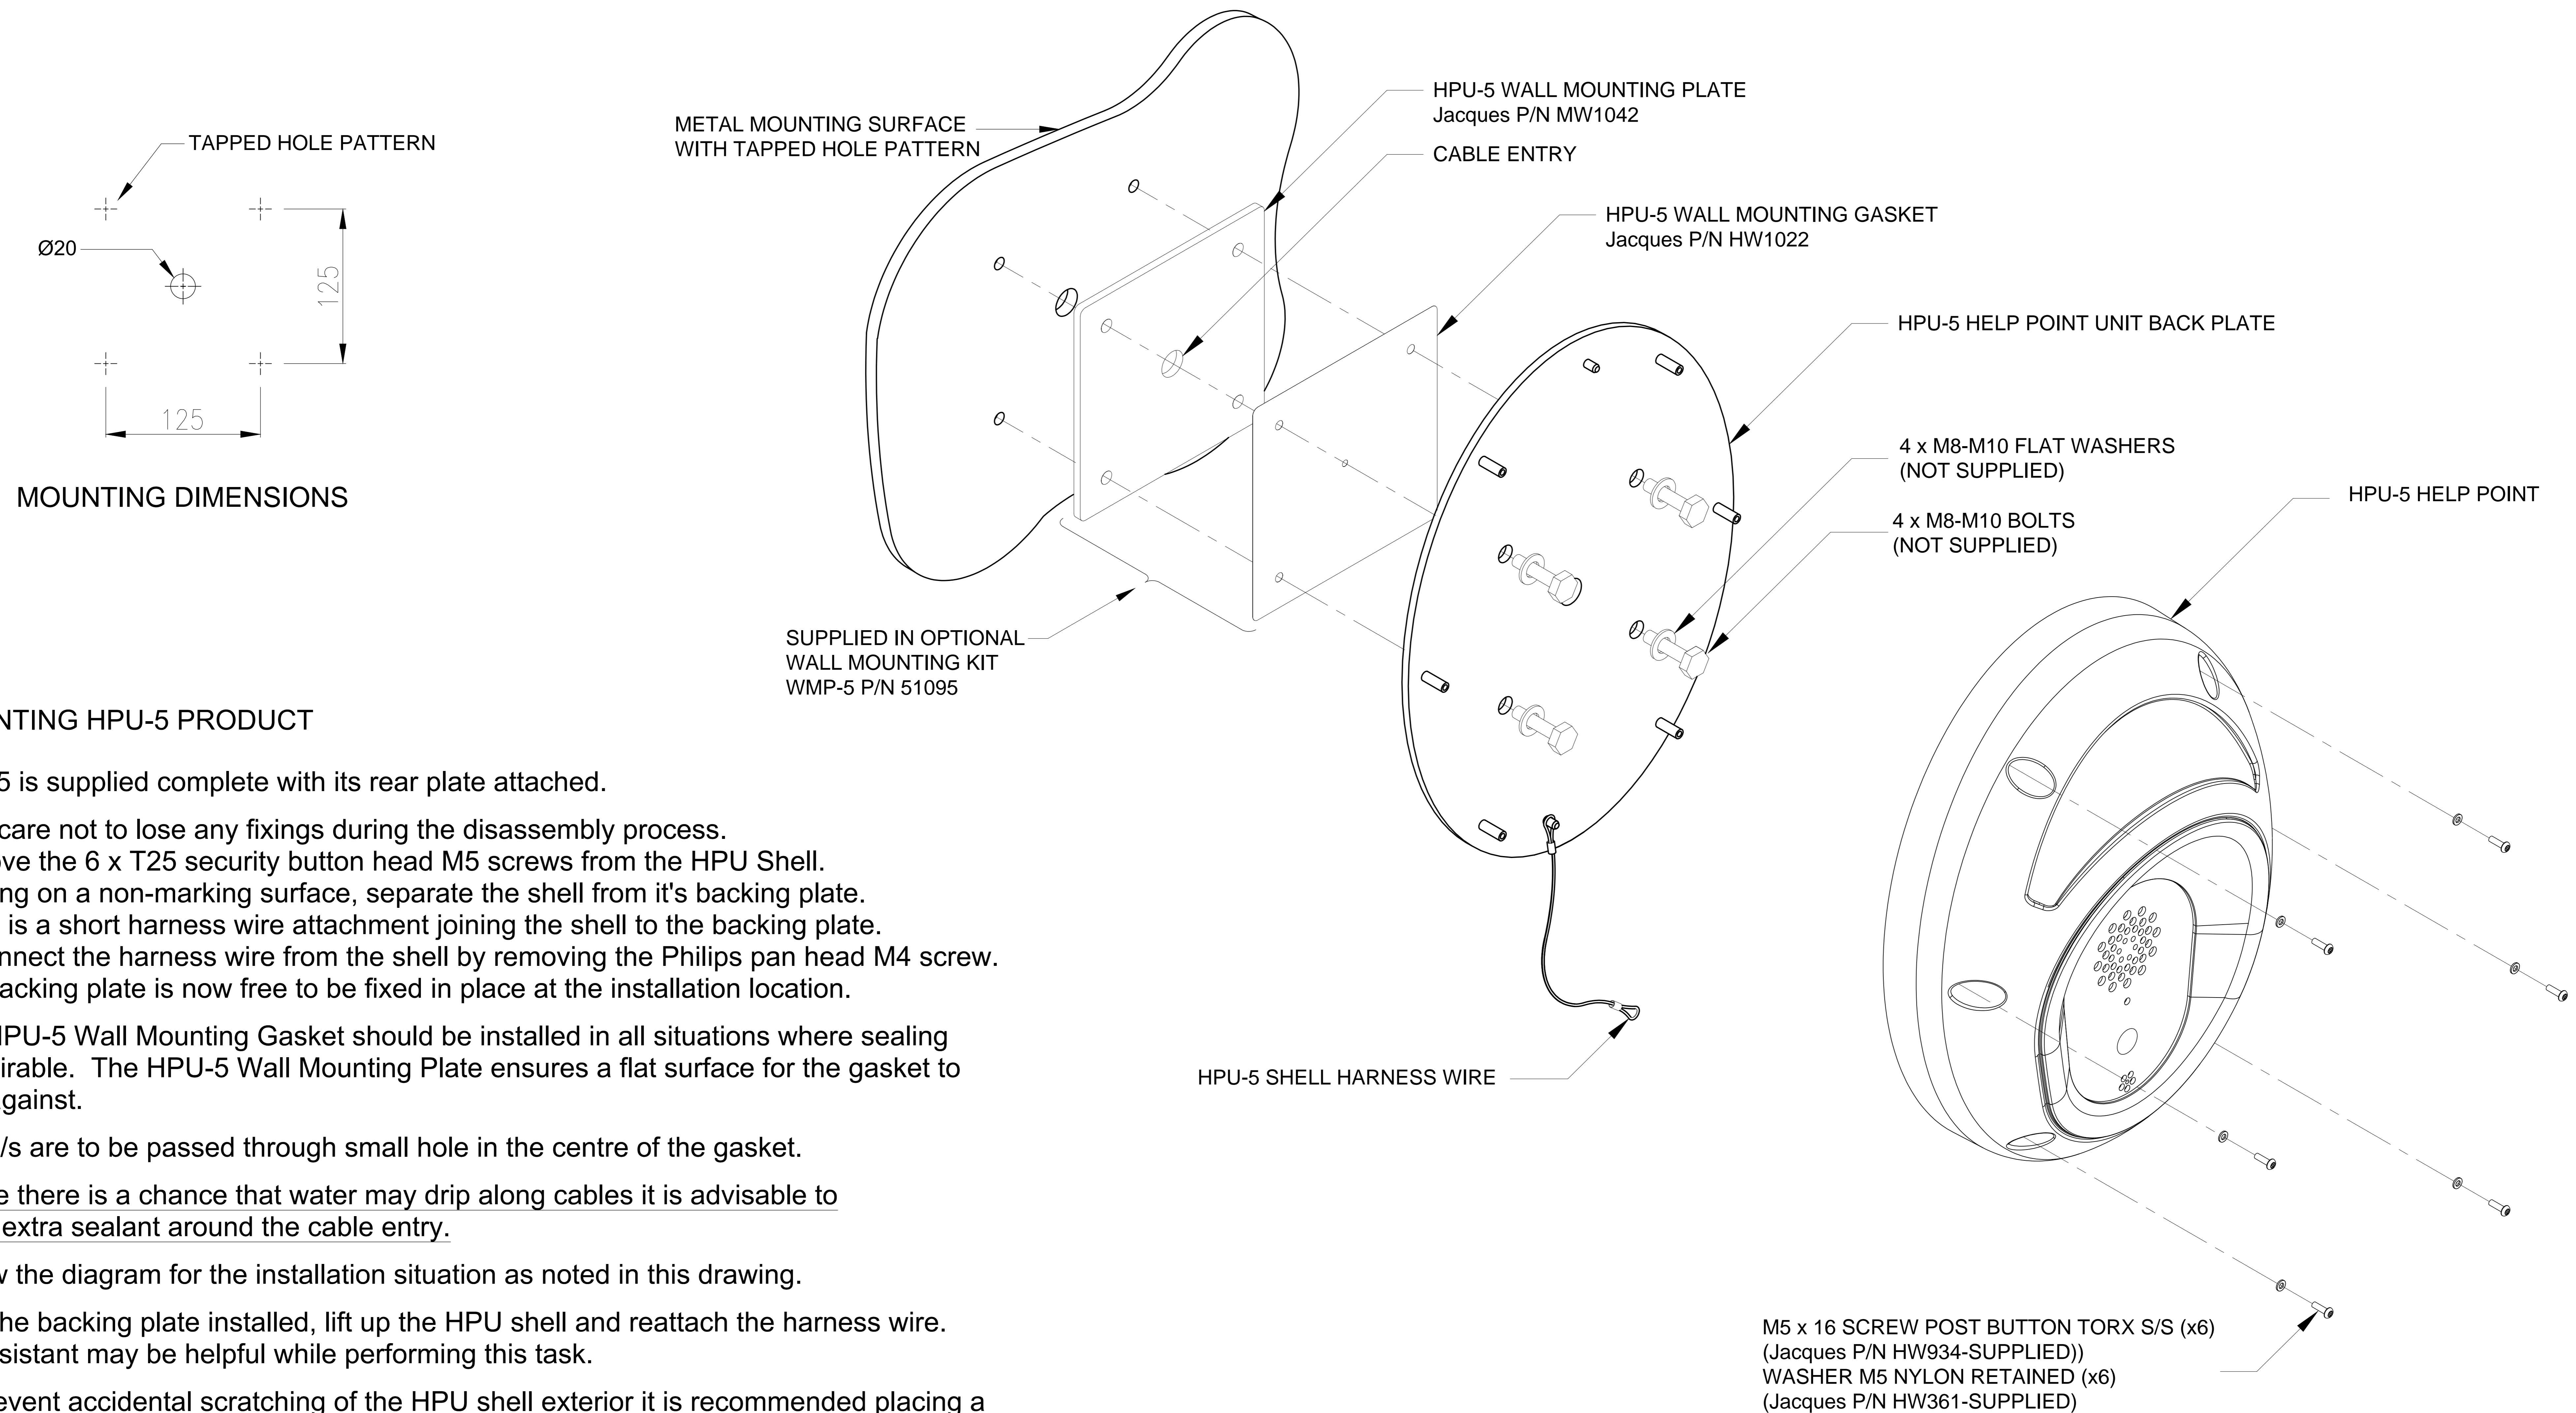 TAPPED HOLE PATTERN
Ø20
125
125
MOUNTING DIMENSIONS
METAL MOUNTING SURFACE
WITH TAPPED HOLE PATTERN
HPU-5 WALL MOUNTING PLATE
Jacques P/N MW1042
CABLE ENTRY
HPU-5 WALL MOUNTING GASKET
Jacques P/N HW1022
HPU-5 HELP POINT UNIT BACK PLATE
4 x M8-M10 FLAT WASHERS
(NOT SUPPLIED)
4 x M8-M10 BOLTS
(NOT SUPPLIED)
HPU-5 HELP POINT
SUPPLIED IN OPTIONAL
WALL MOUNTING KIT
WMP-5 P/N 51095
HPU-5 SHELL HARNESS WIRE
M5 x 16 SCREW POST BUTTON TORX S/S (x6)
(Jacques P/N HW934-SUPPLIED))
WASHER M5 NYLON RETAINED (x6)
(Jacques P/N HW361-SUPPLIED)
NTING HPU-5 PRODUCT
5 is supplied complete with its rear plate attached.
care not to lose any fixings during the disassembly process.
ove the 6 x T25 security button head M5 screws from the HPU Shell.
ng on a non-marking surface, separate the shell from it's backing plate.
is a short harness wire attachment joining the shell to the backing plate.
nnect the harness wire from the shell by removing the Philips pan head M4 screw.
acking plate is now free to be fixed in place at the installation location.
HPU-5 Wall Mounting Gasket should be installed in all situations where sealing
irable. The HPU-5 Wall Mounting Plate ensures a flat surface for the gasket to
gainst.
/s are to be passed through small hole in the centre of the gasket.
e there is a chance that water may drip along cables it is advisable to
extra sealant around the cable entry.
w the diagram for the installation situation as noted in this drawing.
he backing plate installed, lift up the HPU shell and reattach the harness wire.
sistant may be helpful while performing this task.
event accidental scratching of the HPU shell exterior it is recommended placing a